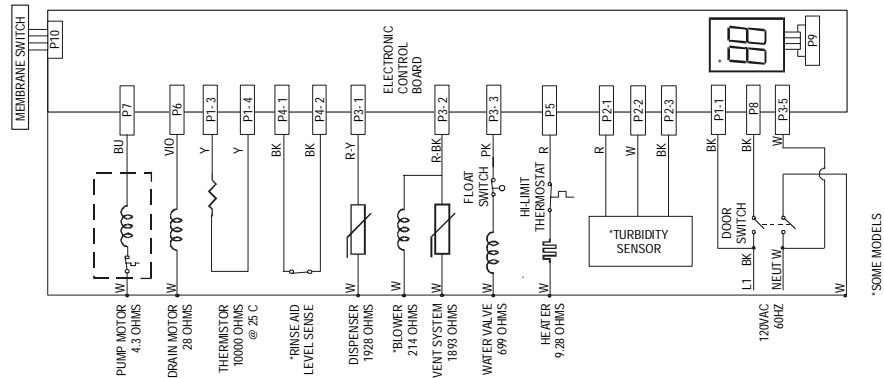 MEMBRANE SWITCH
P10
*
88
P9
ELECTRONIC
CONTROL
BOARD
P7
P6
P1- 3
P1- 4
P4- 1
P4- 2
P3- 1
P3- 2
P3- 3
P5
P2-1
P2-2
P2-3
P1-1
P8
P3-5
BU
VIO
Y
Y
BK
BK
R-Y
R-BK
PK
R
R
W
BK
BK
BK
W
FLOAT
SWITCH
HI-LIMIT
THERMOSTAT
*TURBIDITY
SENSOR
DOOR
SWITCH
L1
BK
NEUT W
W
W
W
W
W
W
W
W
PUMP MOTOR
4.3 OHMS
DRAIN MOTOR
28 OHMS
THERMISTOR
10000 OHMS
@ 25 C
*RINSE AID
LEVEL SENSE
DISPENSER
1928 OHMS
*BLOWER
214 OHMS
VENT SYSTEM
1893 OHMS
WATER VALVE
699 OHMS
HEATER
9.28 OHMS
120VAC
60HZ
*SOME MODELS